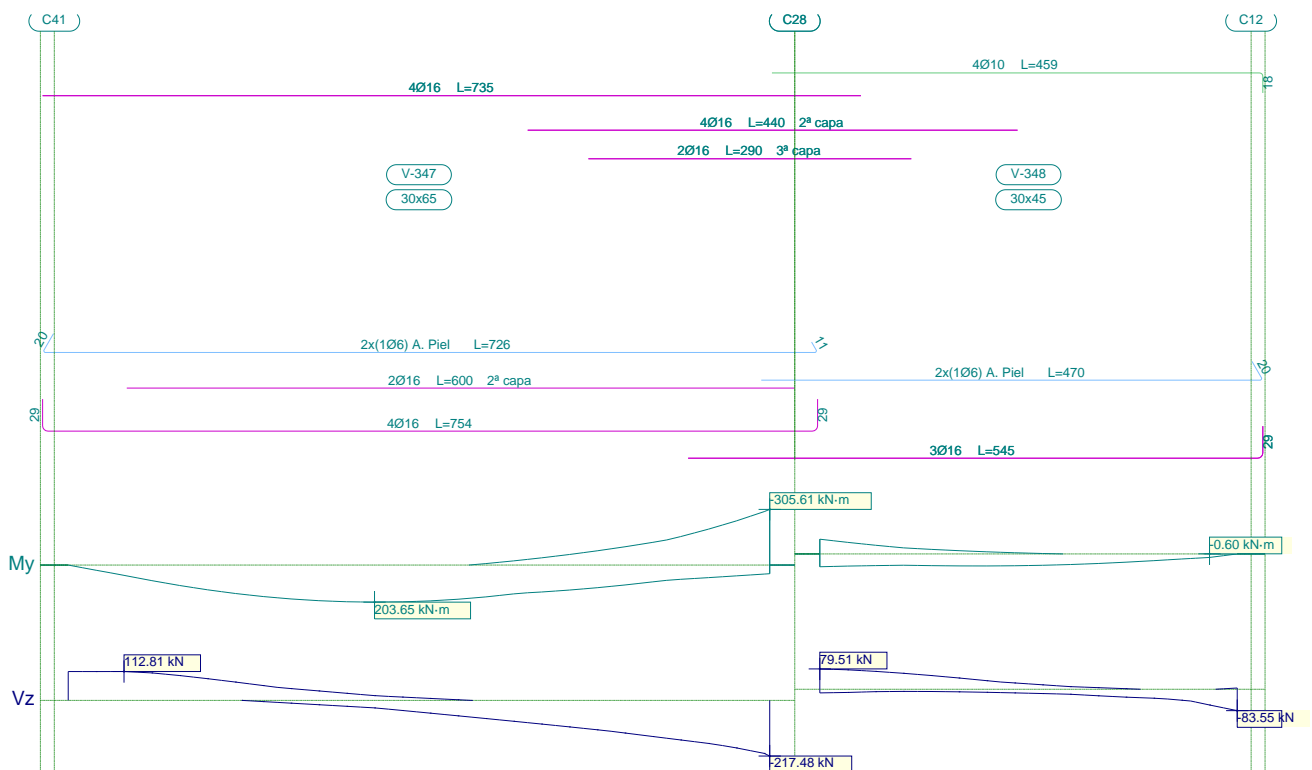 C41
C28
C12
4Ø10 L=459
18
4Ø16 L=735
4Ø16 L=440 2ª capa
2Ø16 L=290 3ª capa
V-347
30x65
V-348
30x45
20
2x(1Ø6) A. Piel L=726
11
2x(1Ø6) A. Piel L=470
20
2Ø16 L=600 2ª capa
29
4Ø16 L=754
29
3Ø16 L=545
29
-305.61 kN·m
My
-0.60 kN·m
203.65 kN·m
112.81 kN
79.51 kN
Vz
-83.55 kN
-217.48 kN